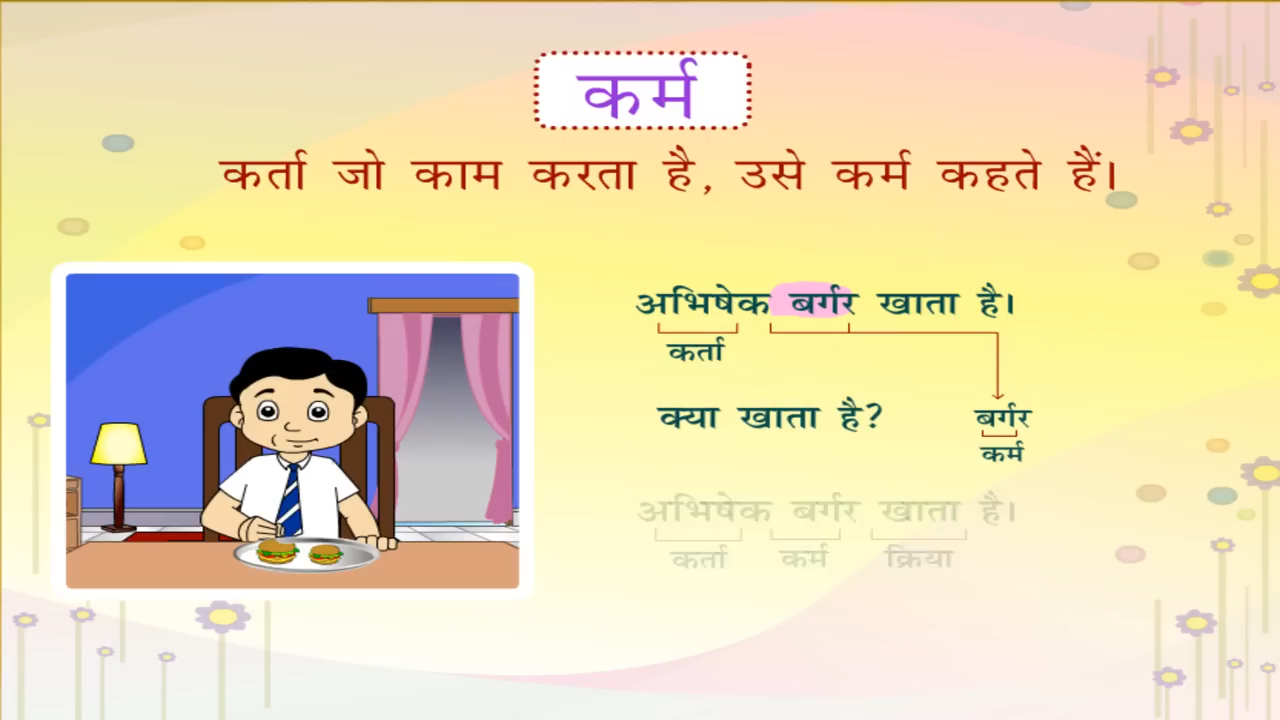 कर्म
कर्ता जो काम करता है, उसे कर्म कहते हैं।
अभिषेक बर्गर खाता है।
कर्ता
क्या खाता है? बर्गर
कर्म
अभिषेक बर्गर खाता है।
कर्ता कर्म क्रिया